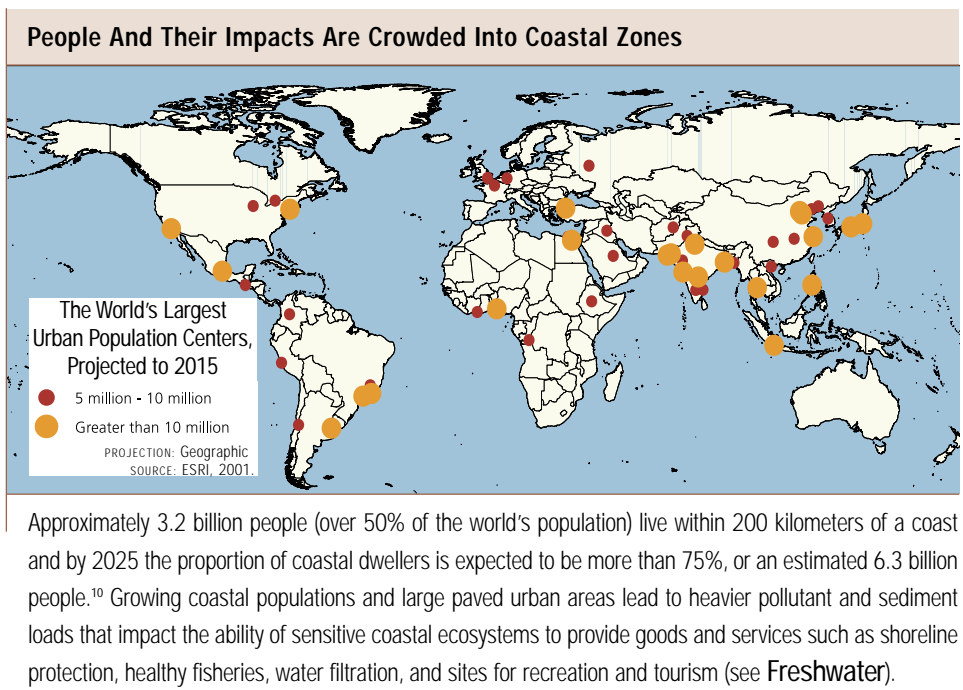 People And Their Impacts Are Crowded Into Coastal Zones
The World's Largest
Urban Population Centers,
Projected to 2015
5 million - 10 million
Greater than 10 million
PROJECTION: Geographic
SOURCE: ESRI, 2001.
Approximately 3.2 billion people (over 50% of the world's population) live within 200 kilometers of a coast
and by 2025 the proportion of coastal dwellers is expected to be more than 75%, or an estimated 6.3 billion
people.¹⁰ Growing coastal populations and large paved urban areas lead to heavier pollutant and sediment
loads that impact the ability of sensitive coastal ecosystems to provide goods and services such as shoreline
protection, healthy fisheries, water filtration, and sites for recreation and tourism (see Freshwater).